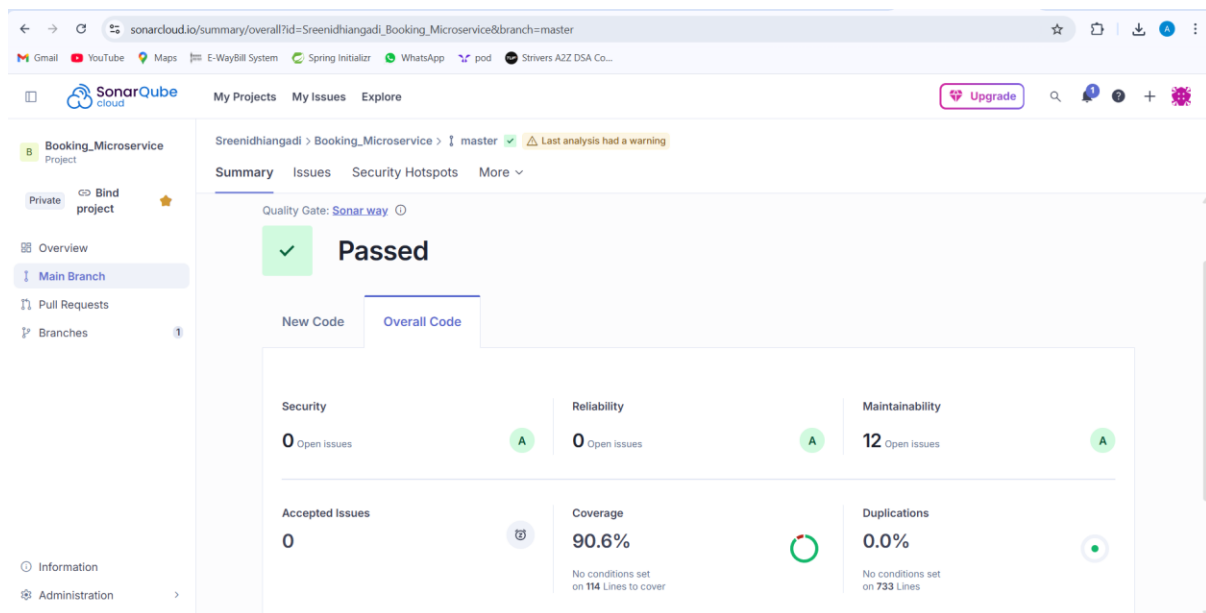 sonarcloud.io/summary/overall?id=Sreenidhiangadi_Booking_Microservice&branch=master
A
Gmail YouTube Maps E-WayBill System Spring Initializr WhatsApp pod Strivers A2Z DSA Co...
SonarQube cloud
My Projects My Issues Explore
Upgrade
1
B
Booking_Microservice
Project
Private
Bind project
Overview
Main Branch
Pull Requests
Branches 1
Information
Administration
Sreenidhiangadi > Booking_Microservice > master Last analysis had a warning
Summary Issues Security Hotspots More
Quality Gate: Sonar way
Passed
New Code Overall Code
Security Reliability Maintainability
0 Open issues A 0 Open issues A 12 Open issues A
Accepted Issues Coverage Duplications
0 90.6% 0.0%
No conditions set No conditions set
on 114 Lines to cover on 733 Lines